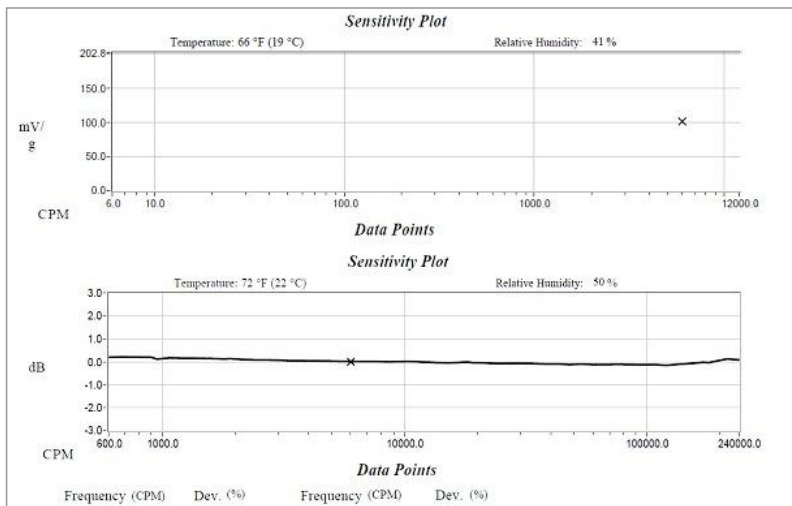 Sensitivity Plot
Temperature: 66 °F (19 °C) Relative Humidity: 41 %
202.8
150.0
mV/
g
100.0
50.0
0.0
6.0 10.0 100.0 1000.0 12000.0
CPM
Data Points
Sensitivity Plot
Temperature: 72 °F (22 °C) Relative Humidity: 50 %
3.0
2.0
1.0
dB
0.0
-1.0
-2.0
-3.0
600.0 1000.0 10000.0 100000.0 240000.0
CPM
Data Points
Frequency (CPM) Dev. (%) Frequency (CPM) Dev. (%)